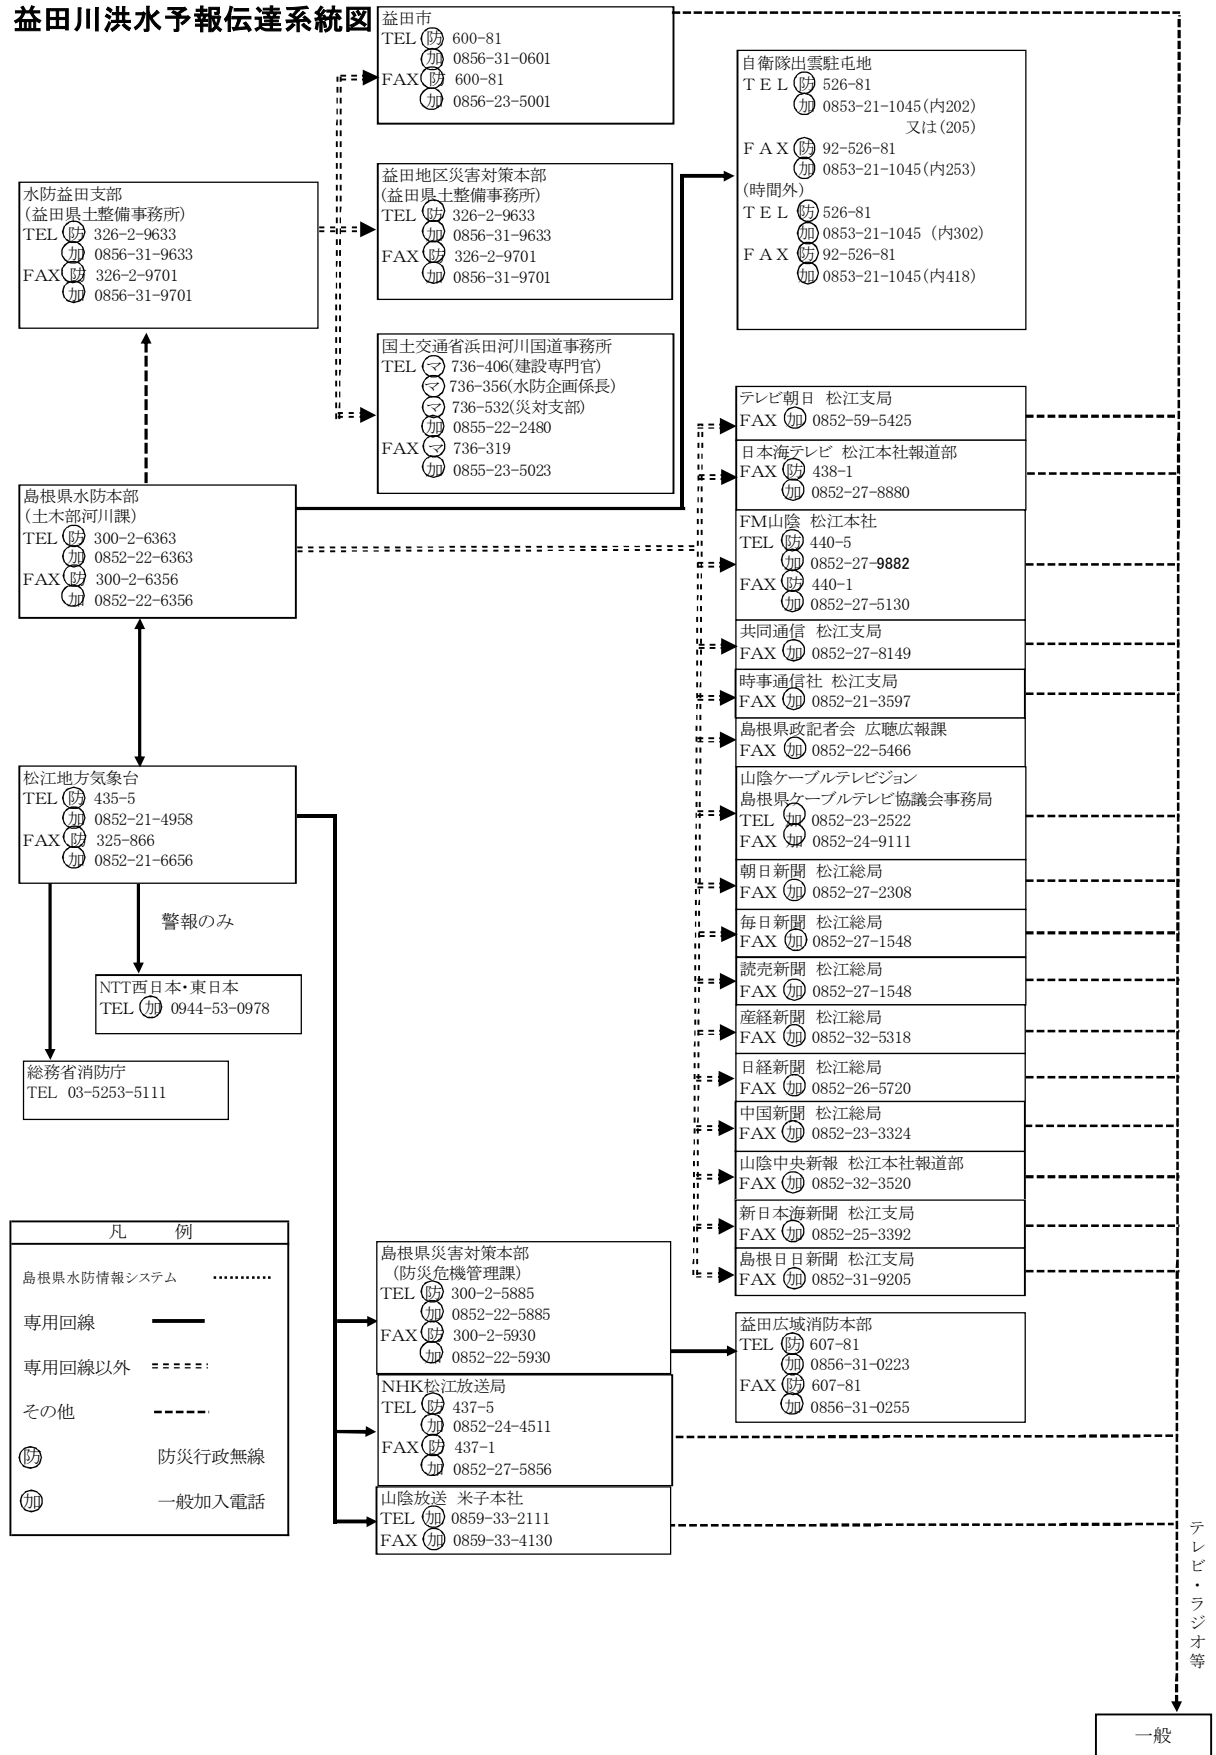 益田川洪水予報伝達系統図
益田市
TEL 防 600-81
加 0856-31-0601
FAX 防 600-81
加 0856-23-5001
自衛隊出雲駐屯地
TEL 防 526-81
加 0853-21-1045(内202)
又は(205)
FAX 防 92-526-81
加 0853-21-1045(内253)
(時間外)
TEL 防 526-81
加 0853-21-1045 (内302)
FAX 防 92-526-81
加 0853-21-1045(内418)
水防益田支部
(益田県土整備事務所)
TEL 防 326-2-9633
加 0856-31-9633
FAX 防 326-2-9701
加 0856-31-9701
益田地区災害対策本部
(益田県土整備事務所)
TEL 防 326-2-9633
加 0856-31-9633
FAX 防 326-2-9701
加 0856-31-9701
国土交通省浜田河川国道事務所
TEL マ 736-406(建設専門官)
マ 736-356(水防企画係長)
マ 736-532(災対支部)
加 0855-22-2480
FAX マ 736-319
加 0855-23-5023
島根県水防本部
(土木部河川課)
TEL 防 300-2-6363
加 0852-22-6363
FAX 防 300-2-6356
加 0852-22-6356
テレビ朝日 松江支局
FAX 加 0852-59-5425
日本海テレビ 松江本社報道部
FAX 防 438-1
加 0852-27-8880
FM山陰 松江本社
TEL 防 440-5
加 0852-27-9882
FAX 防 440-1
加 0852-27-5130
共同通信 松江支局
FAX 加 0852-27-8149
時事通信社 松江支局
FAX 加 0852-21-3597
島根県政記者会 広聴広報課
FAX 加 0852-22-5466
山陰ケーブルテレビジョン
島根県ケーブルテレビ協議会事務局
TEL 加 0852-23-2522
FAX 加 0852-24-9111
朝日新聞 松江総局
FAX 加 0852-27-2308
毎日新聞 松江総局
FAX 加 0852-27-1548
読売新聞 松江総局
FAX 加 0852-27-1548
産経新聞 松江総局
FAX 加 0852-32-5318
日経新聞 松江総局
FAX 加 0852-26-5720
中国新聞 松江総局
FAX 加 0852-23-3324
山陰中央新報 松江本社報道部
FAX 加 0852-32-3520
新日本海新聞 松江支局
FAX 加 0852-25-3392
島根日日新聞 松江支局
FAX 加 0852-31-9205
松江地方気象台
TEL 防 435-5
加 0852-21-4958
FAX 防 325-866
加 0852-21-6656
警報のみ
NTT西日本・東日本
TEL 加 0944-53-0978
総務省消防庁
TEL 03-5253-5111
島根県災害対策本部
(防災危機管理課)
TEL 防 300-2-5885
加 0852-22-5885
FAX 防 300-2-5930
加 0852-22-5930
益田広域消防本部
TEL 防 607-81
加 0856-31-0223
FAX 防 607-81
加 0856-31-0255
NHK松江放送局
TEL 防 437-5
加 0852-24-4511
FAX 防 437-1
加 0852-27-5856
山陰放送 米子本社
TEL 加 0859-33-2111
FAX 加 0859-33-4130
凡 例
島根県水防情報システム
専用回線
専用回線以外
その他
防 防災行政無線
加 一般加入電話
テレビ・ラジオ等
一般